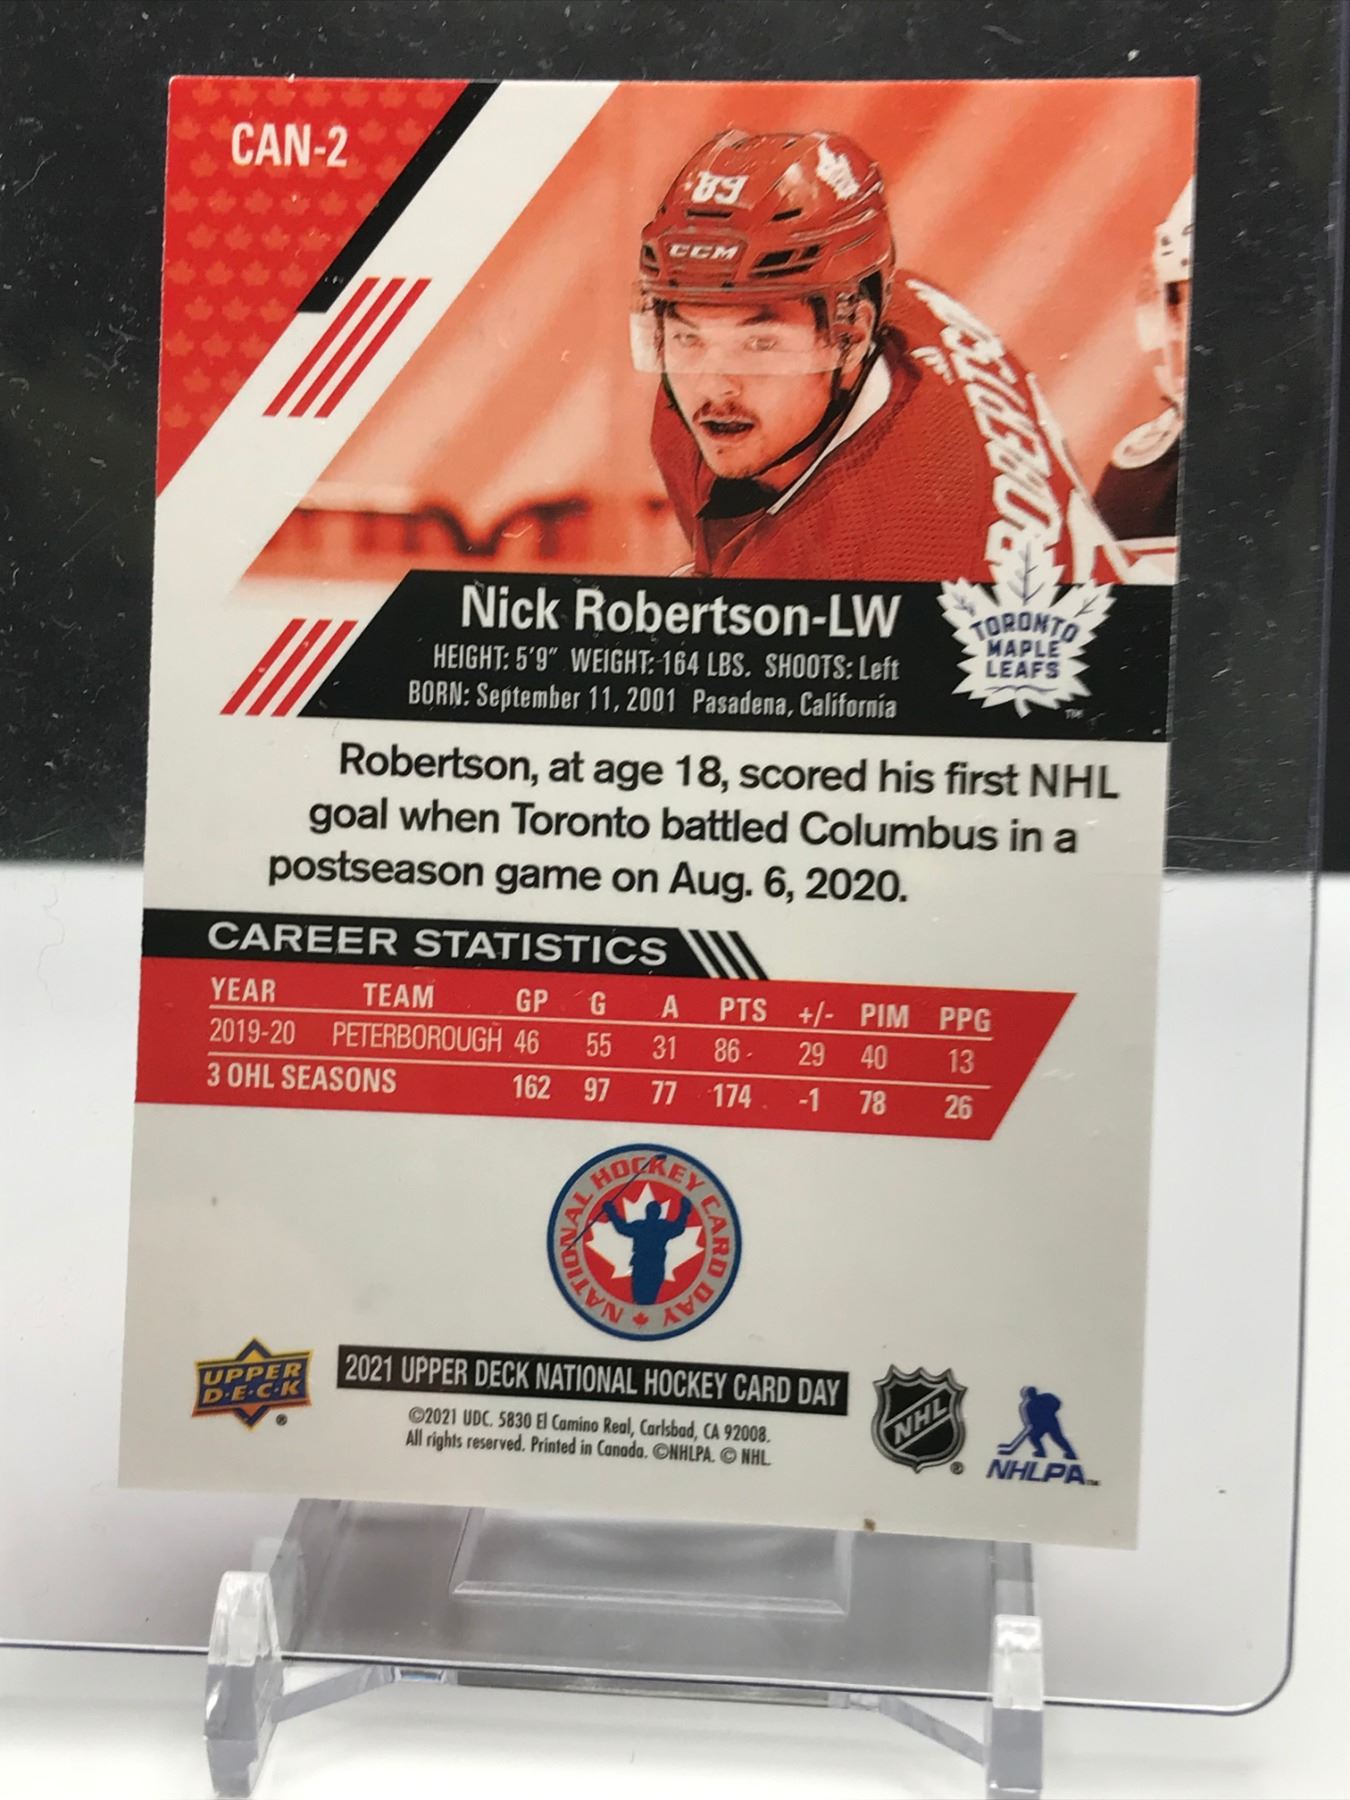 CAN-2
89
CCM
ROBERTSON
Nick Robertson-LW
HEIGHT: 5'9" WEIGHT: 164 LBS. SHOOTS: Left
BORN: September 11, 2001 Pasadena, California
TORONTO
MAPLE
LEAFS
TM
Robertson, at age 18, scored his first NHL
goal when Toronto battled Columbus in a
postseason game on Aug. 6, 2020.
CAREER STATISTICS
YEAR TEAM GP G A PTS +/- PIM PPG
2019-20 PETERBOROUGH 46 55 31 86 29 40 13
3 OHL SEASONS 162 97 77 174 -1 78 26
NATIONAL HOCKEY CARD DAY
UPPER
D·E·C·K
®
2021 UPPER DECK NATIONAL HOCKEY CARD DAY
©2021 UDC. 5830 El Camino Real, Carlsbad, CA 92008.
All rights reserved. Printed in Canada. ©NHLPA. © NHL.
NHL
®
NHLPA